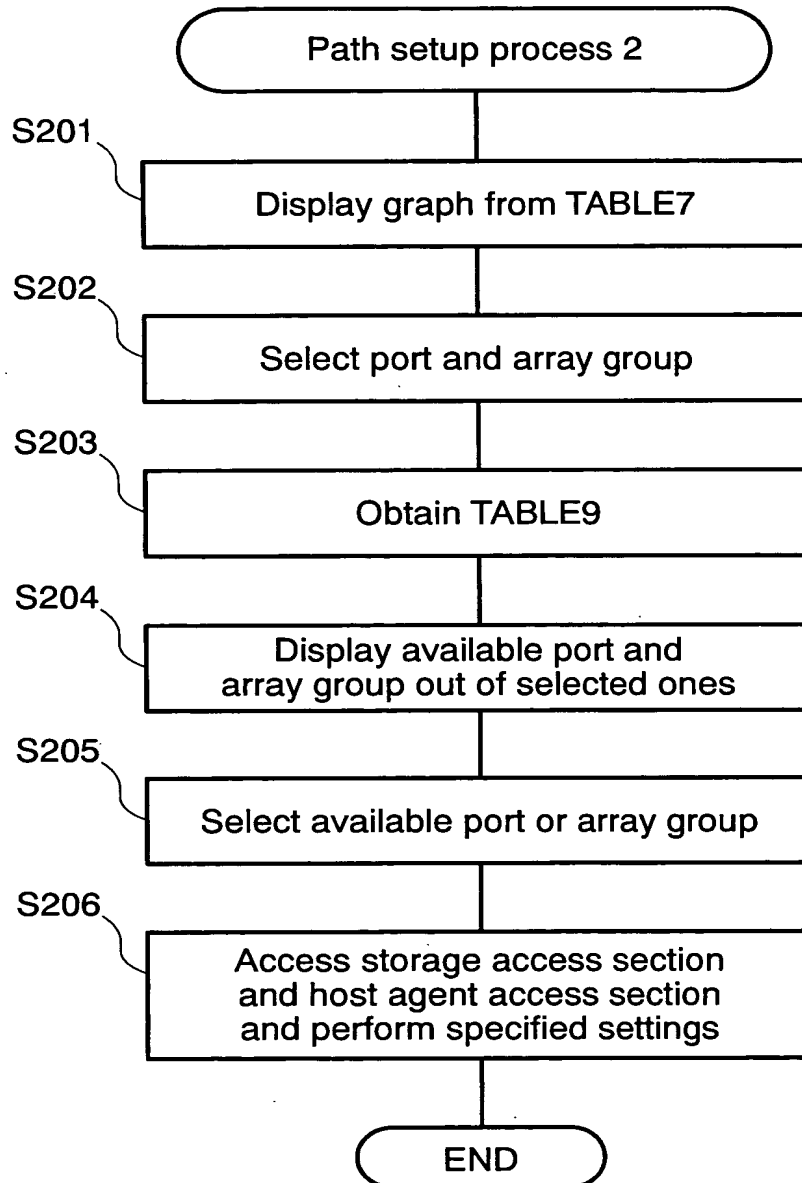 Path setup process 2
S201
Display graph from TABLE7
S202
Select port and array group
S203
Obtain TABLE9
S204
Display available port and
array group out of selected ones
S205
Select available port or array group
S206
Access storage access section
and host agent access section
and perform specified settings
END